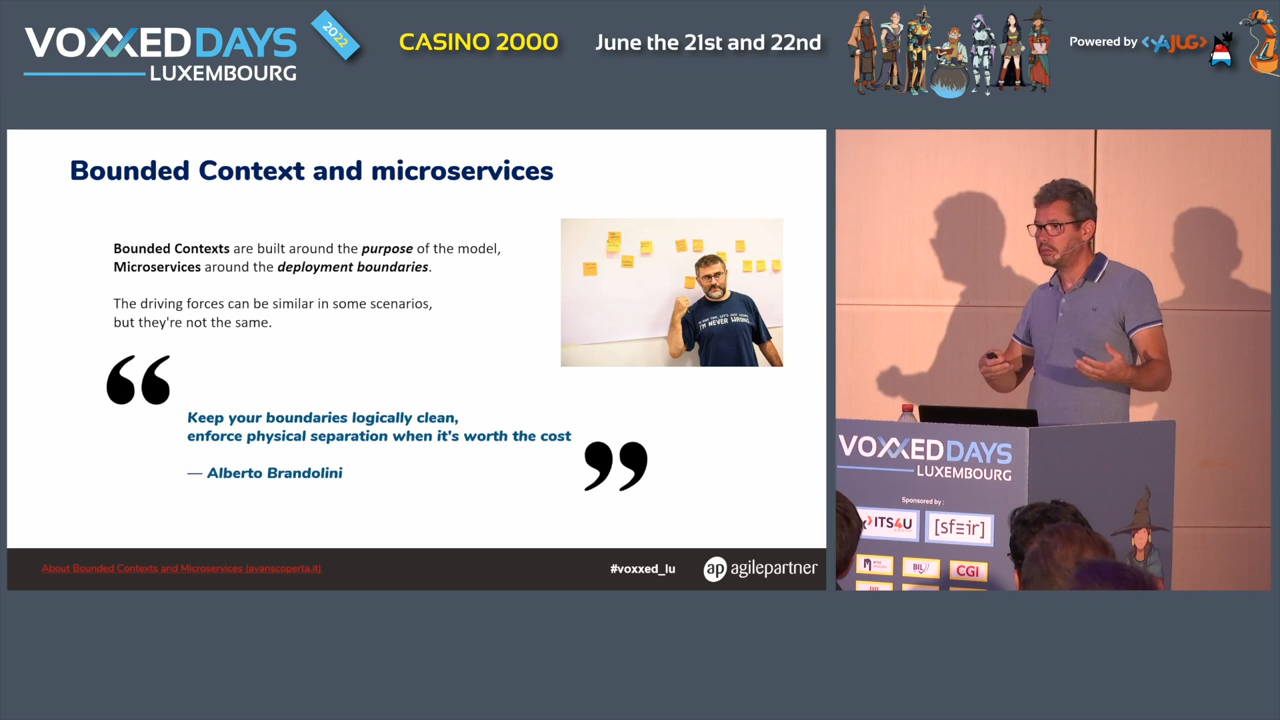 VOXXED DAYS
LUXEMBOURG
2022
CASINO 2000
June the 21st and 22nd
Powered by <YAJUG>
Bounded Context and microservices
Bounded Contexts are built around the purpose of the model,
Microservices around the deployment boundaries.
The driving forces can be similar in some scenarios,
but they're not the same.
I'M NEVER WRONG
“
Keep your boundaries logically clean,
enforce physical separation when it's worth the cost
”
— Alberto Brandolini
About Bounded Contexts and Microservices (avanscoperta.it)
#voxxed_lu
ap agilepartner
VOXXED DAYS
LUXEMBOURG
Sponsored by :
ITS4U
[sfeir]
BIL
CGI